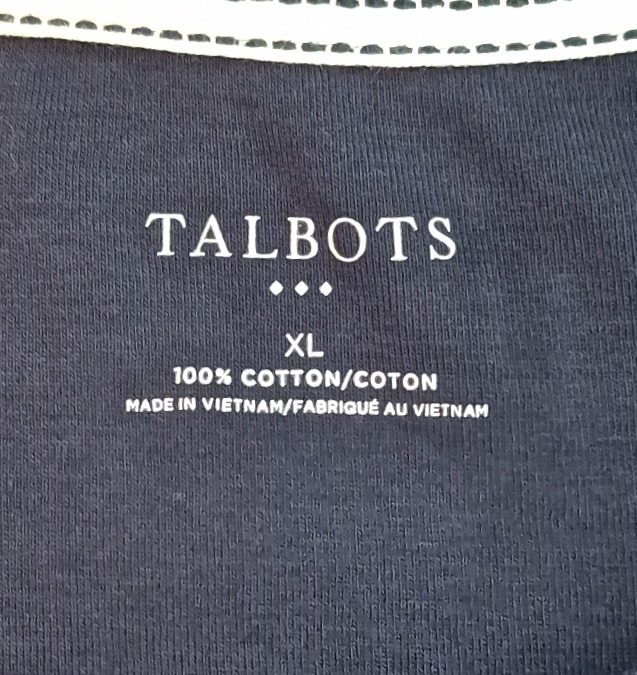 TALBOTS
XL
100% COTTON/COTON
MADE IN VIETNAM/FABRIQUÉ AU VIETNAM